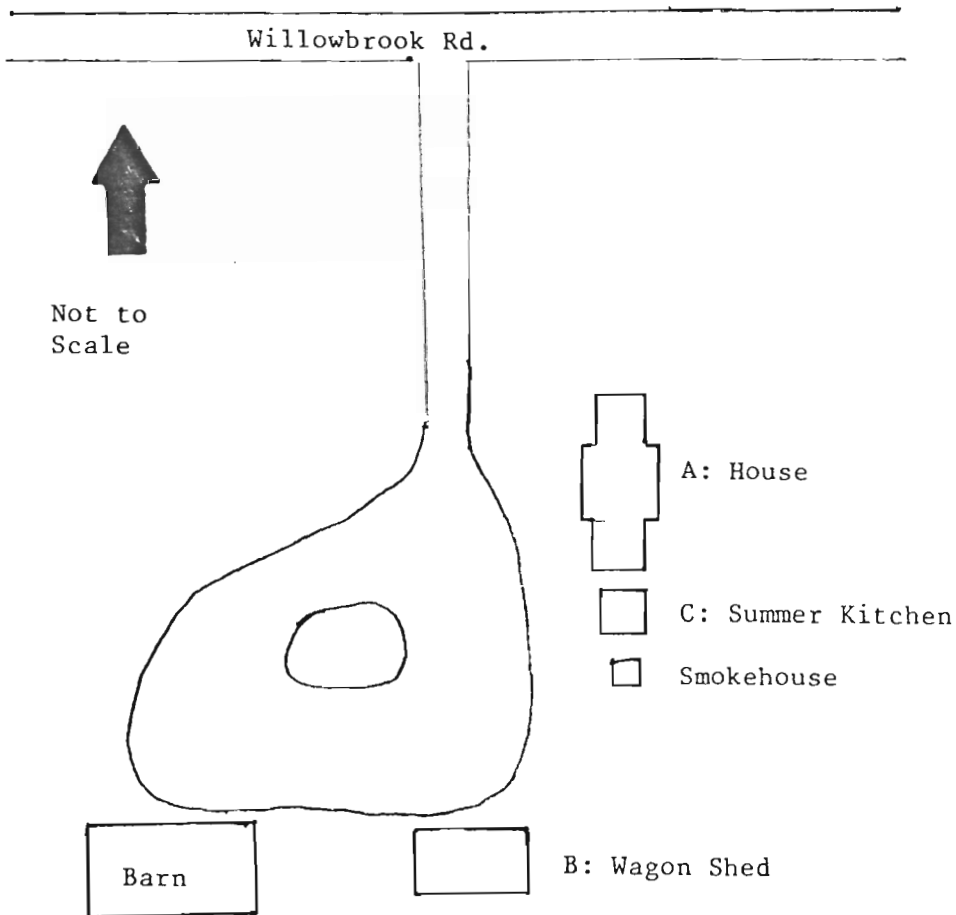 Willowbrook Rd.
Not to
Scale
A: House
C: Summer Kitchen
Smokehouse
B: Wagon Shed
Barn